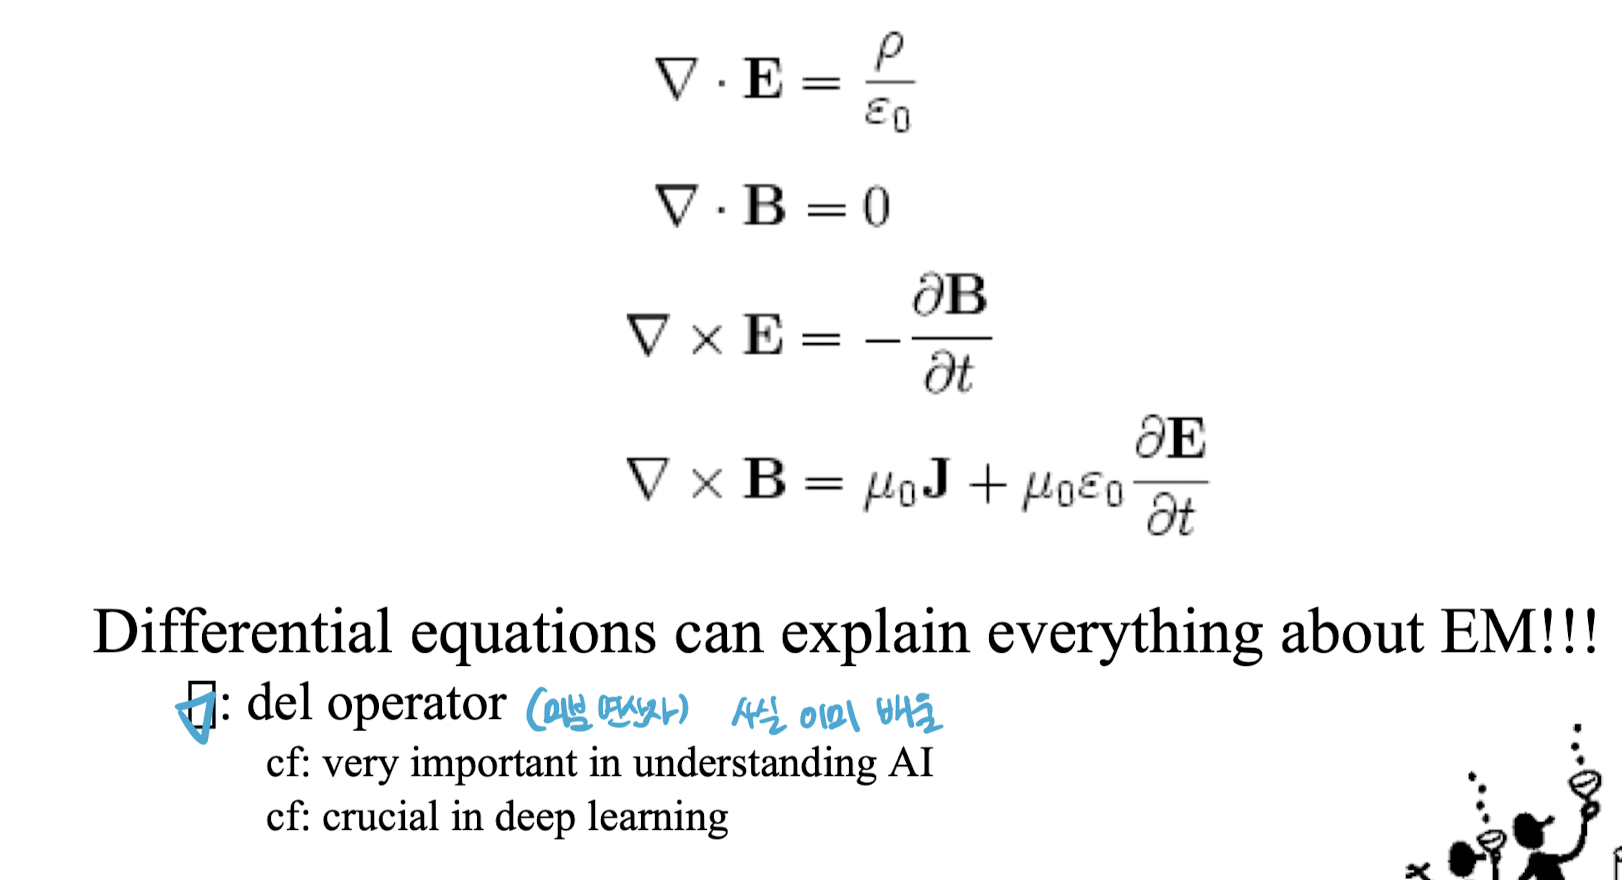 ∇ · E = ρ/ε₀
∇ · B = 0
∇ × E = −∂B/∂t
∇ × B = μ₀J + μ₀ε₀ ∂E/∂t
Differential equations can explain everything about EM!!!
∇: del operator (미분 연산자) 사실 이미 배움
cf: very important in understanding AI
cf: crucial in deep learning